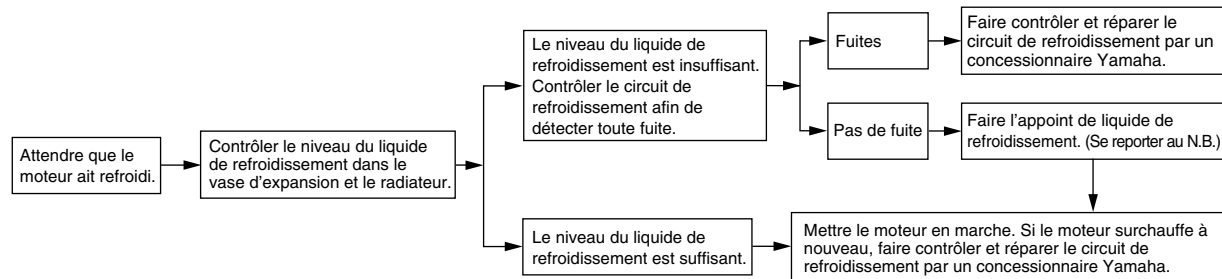 Attendre que le
moteur ait refroidi.
Contrôler le niveau du liquide
de refroidissement dans le
vase d’expansion et le radiateur.
Le niveau du liquide de
refroidissement est insuffisant.
Contrôler le circuit de
refroidissement afin de
détecter toute fuite.
Fuites
Faire contrôler et réparer le
circuit de refroidissement par un
concessionnaire Yamaha.
Pas de fuite
Faire l’appoint de liquide de
refroidissement. (Se reporter au N.B.)
Le niveau du liquide de
refroidissement est suffisant.
Mettre le moteur en marche. Si le moteur surchauffe à
nouveau, faire contrôler et réparer le circuit de
refroidissement par un concessionnaire Yamaha.